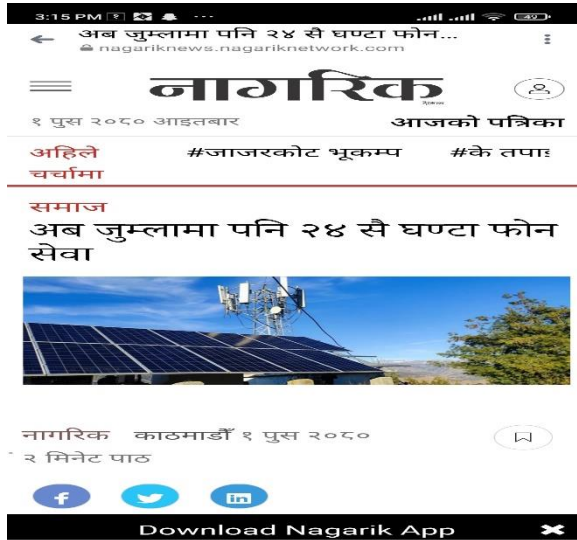 3:15 PM
49
अब जुम्लामा पनि २४ सै घण्टा फोन...
nagariknews.nagariknetwork.com
नागरिक
१ पुस २०८० आइतबार
आजको पत्रिका
अहिले चर्चामा
#जाजरकोट भूकम्प
#के तपाइ
समाज
अब जुम्लामा पनि २४ सै घण्टा फोन
सेवा
नागरिक काठमाडौँ १ पुस २०८०
२ मिनेट पाठ
Download Nagarik App